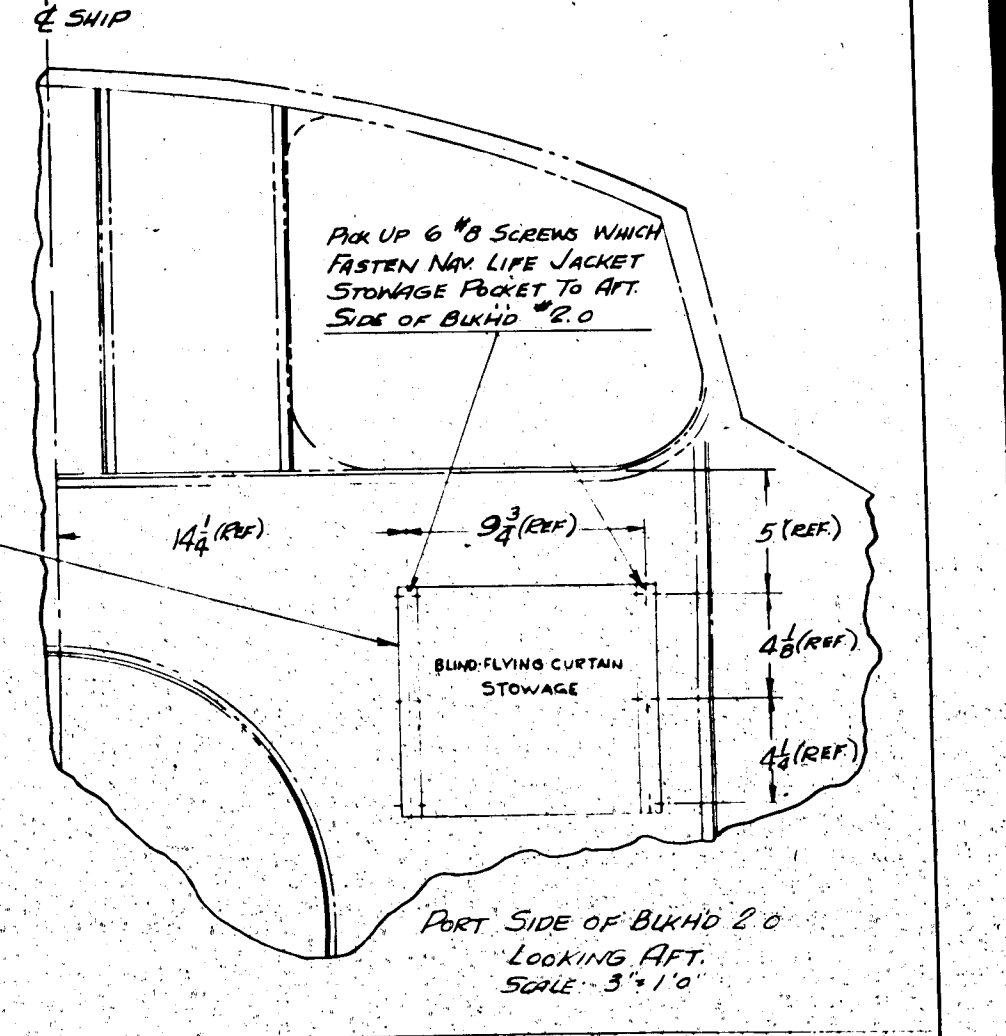 ℄ SHIP
PICK UP 6 #8 SCREWS WHICH
FASTEN NAV. LIFE JACKET
STOWAGE POCKET TO AFT.
SIDE OF BLKHD #2.0
14 1/4 (REF)
9 3/4 (REF)
5 (REF.)
4 1/8 (REF)
4 1/4 (REF.)
BLIND-FLYING CURTAIN
STOWAGE
PORT SIDE OF BLKHD 2.0
LOOKING AFT.
SCALE 3"=1'0"